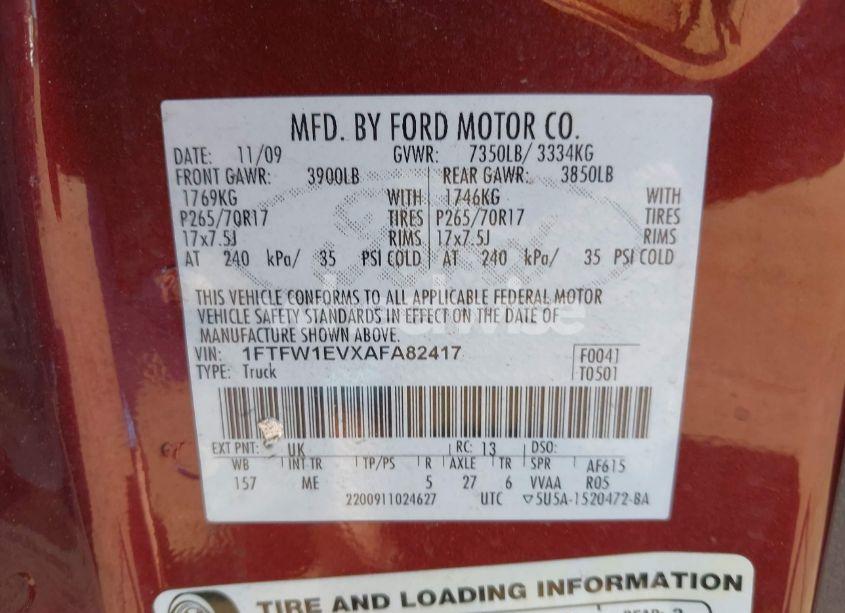 MFD. BY FORD MOTOR CO.
DATE: 11/09 GVWR: 7350LB/ 3334KG
FRONT GAWR: 3900LB REAR GAWR: 3850LB
1769KG WITH 1746KG WITH
P265/70R17 TIRES P265/70R17 TIRES
17x7.5J RIMS 17x7.5J RIMS
AT 240 kPa/ 35 PSI COLD AT 240 kPa/ 35 PSI COLD
THIS VEHICLE CONFORMS TO ALL APPLICABLE FEDERAL MOTOR
VEHICLE SAFETY STANDARDS IN EFFECT ON THE DATE OF
MANUFACTURE SHOWN ABOVE.
VIN: 1FTFW1EVXAFA82417 F0041
TYPE: Truck T0501
EXT PNT: UK RC: 13 DSO:
WB INT TR TP/PS R AXLE TR SPR AF615
157 ME 5 27 6 VVAA R05
2200911024627 UTC ▽5U5A-1520472-BA
TIRE AND LOADING INFORMATION